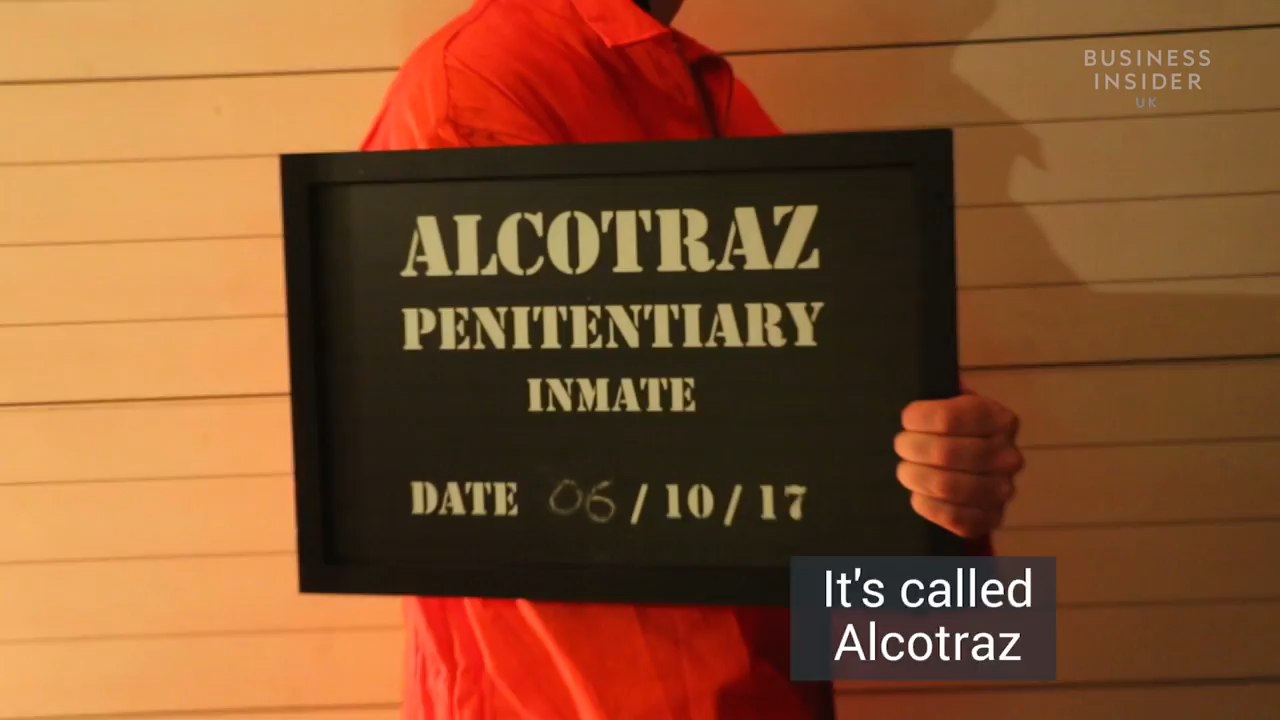 BUSINESS
INSIDER
UK
ALCOTRAZ
PENITENTIARY
INMATE
DATE 06 / 10 / 17
It's called
Alcotraz